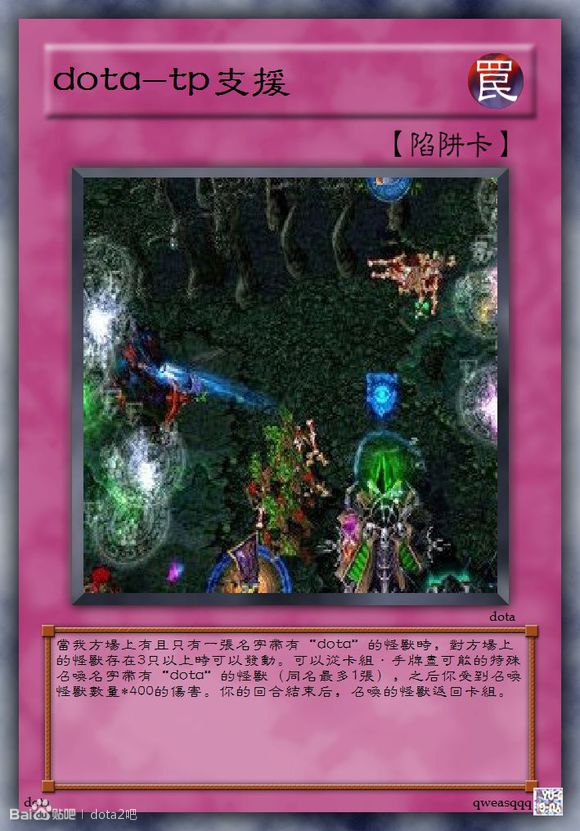 dota-tp支援
罠
【陷阱卡】
dota
當我方場上有且只有一張名字帶有“dota”的怪獸時，對方場上
的怪獸存在3只以上時可以發動。可以從卡組·手牌盡可能的特殊
召喚名字帶有“dota”的怪獸（同名最多1張），之后你受到召喚
怪獸數量*400的傷害。你的回合結束后，召喚的怪獸返回卡組。
qweasqqq
Bai贴吧 | dota2吧